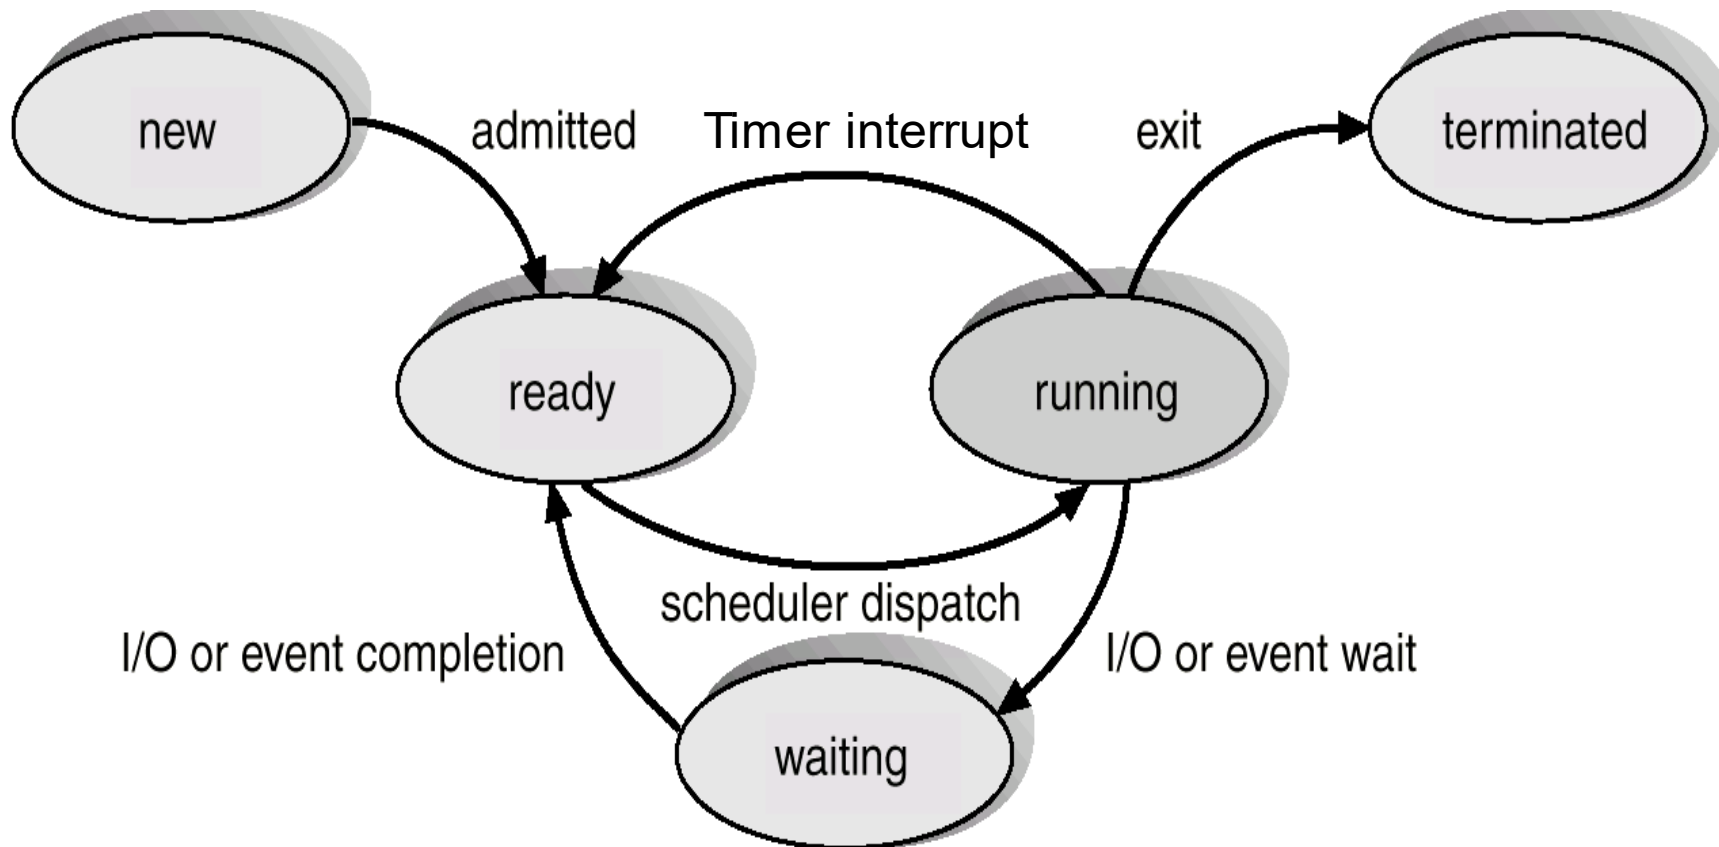 new
admitted
Timer interrupt
exit
terminated
ready
running
scheduler dispatch
I/O or event completion
I/O or event wait
waiting